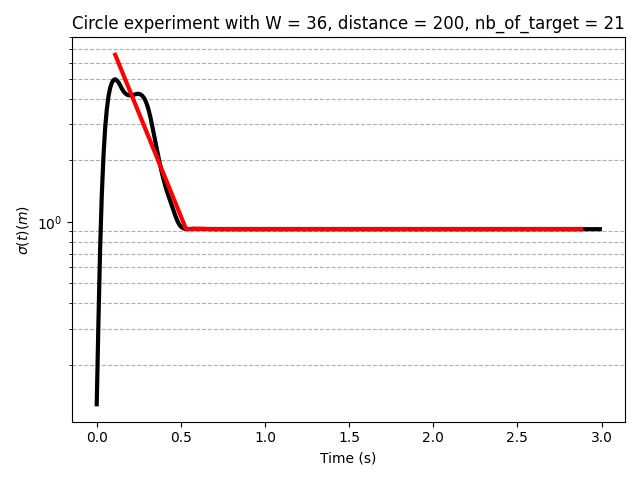 Circle experiment with W = 36, distance = 200, nb_of_target = 21
σ(t)(m)
10⁰
0.0 0.5 1.0 1.5 2.0 2.5 3.0
Time (s)